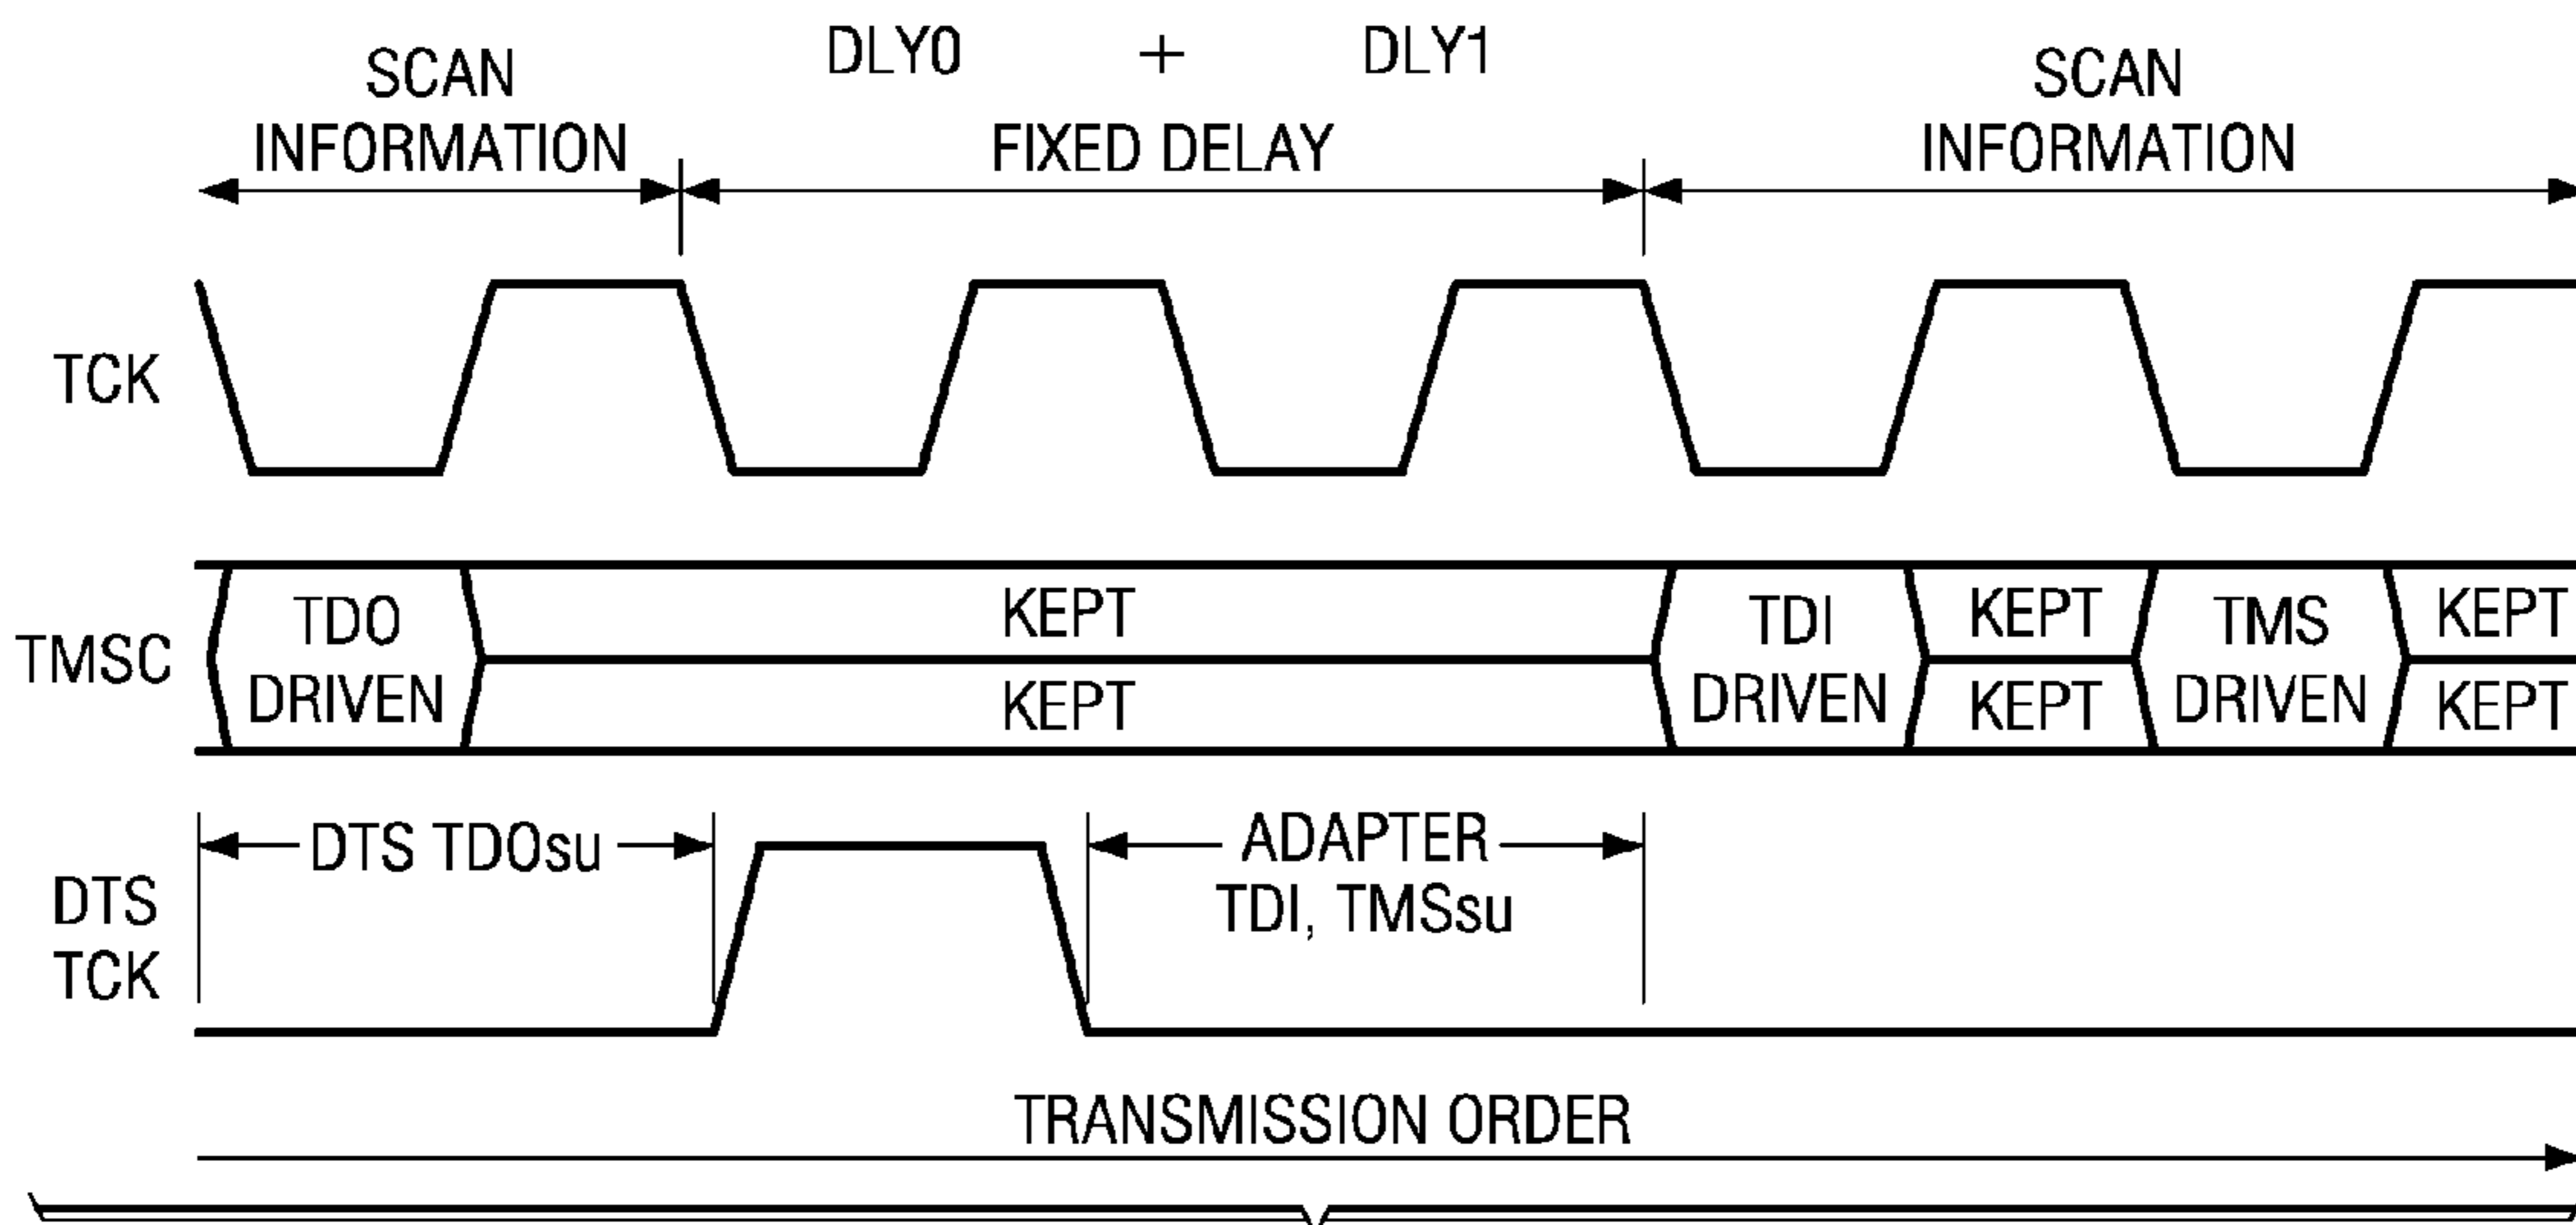 SCAN
INFORMATION
DLY0 + DLY1
FIXED DELAY
SCAN
INFORMATION
TCK
TMSC
TDO
DRIVEN
KEPT
KEPT
TDI
DRIVEN
KEPT
KEPT
TMS
DRIVEN
KEPT
KEPT
DTS
TCK
DTS TDOsu
ADAPTER
TDI, TMSsu
TRANSMISSION ORDER